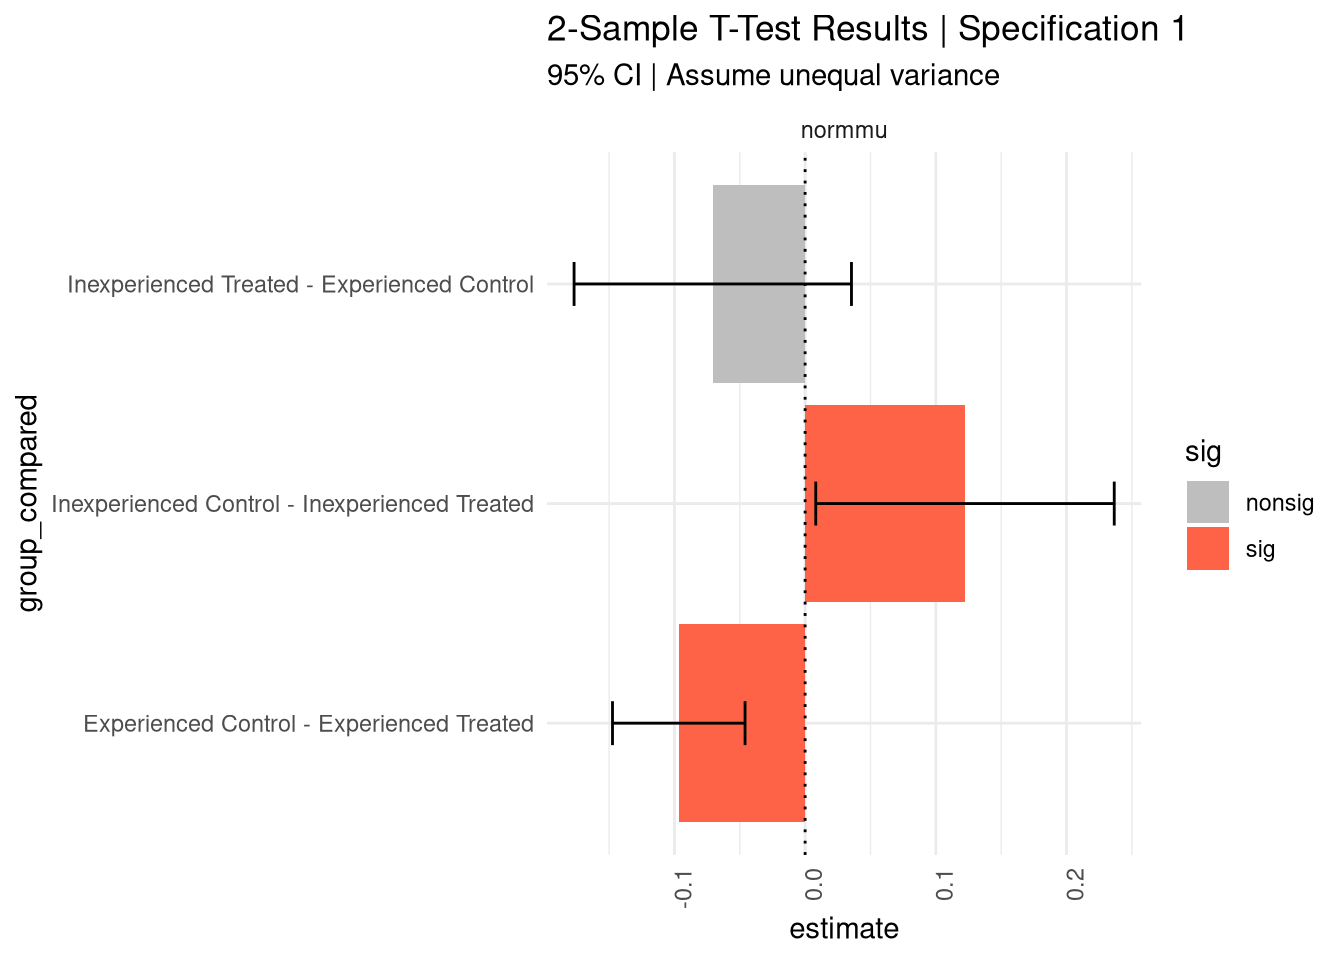 2-Sample T-Test Results | Specification 1
95% CI | Assume unequal variance
normmu
group_compared
Inexperienced Treated - Experienced Control
Inexperienced Control - Inexperienced Treated
Experienced Control - Experienced Treated
-0.1
0.0
0.1
0.2
estimate
sig
nonsig
sig